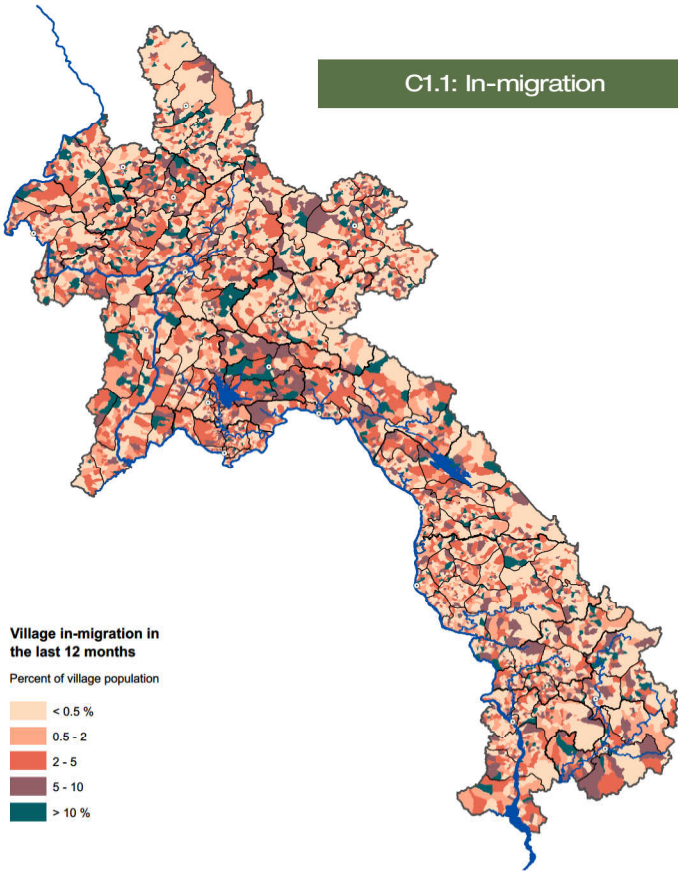 C1.1: In-migration
Village in-migration in
the last 12 months
Percent of village population
< 0.5 %
0.5 - 2
2 - 5
5 - 10
> 10 %